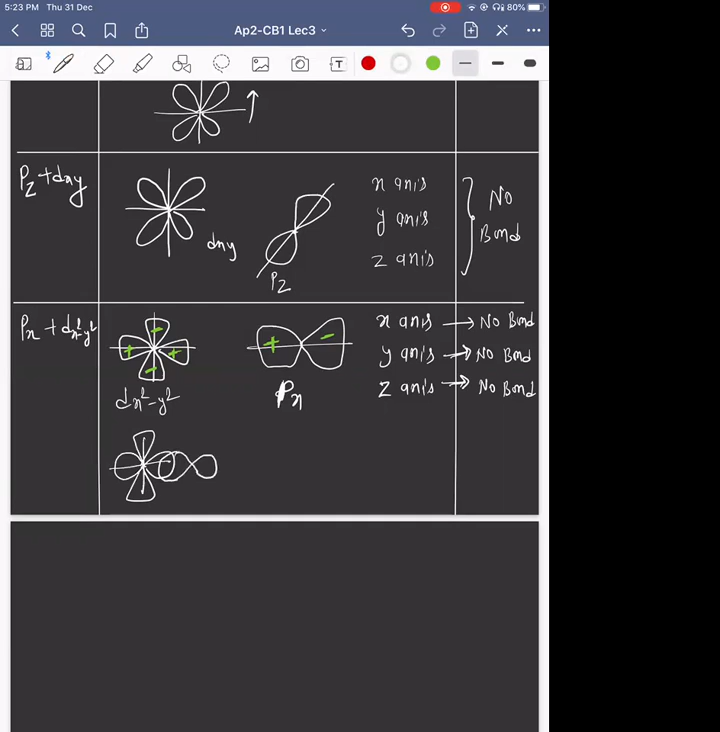 5:23 PM Thu 31 Dec
80%
Ap2-CB1 Lec3
T
Pz + dxy
dxy
Pz
x axis
y axis
z axis
No
Bond
Px + dx²-y²
+ + - -
dx²-y²
+ -
Px
x axis → No Bond
y axis → No Bond
z axis → No Bond